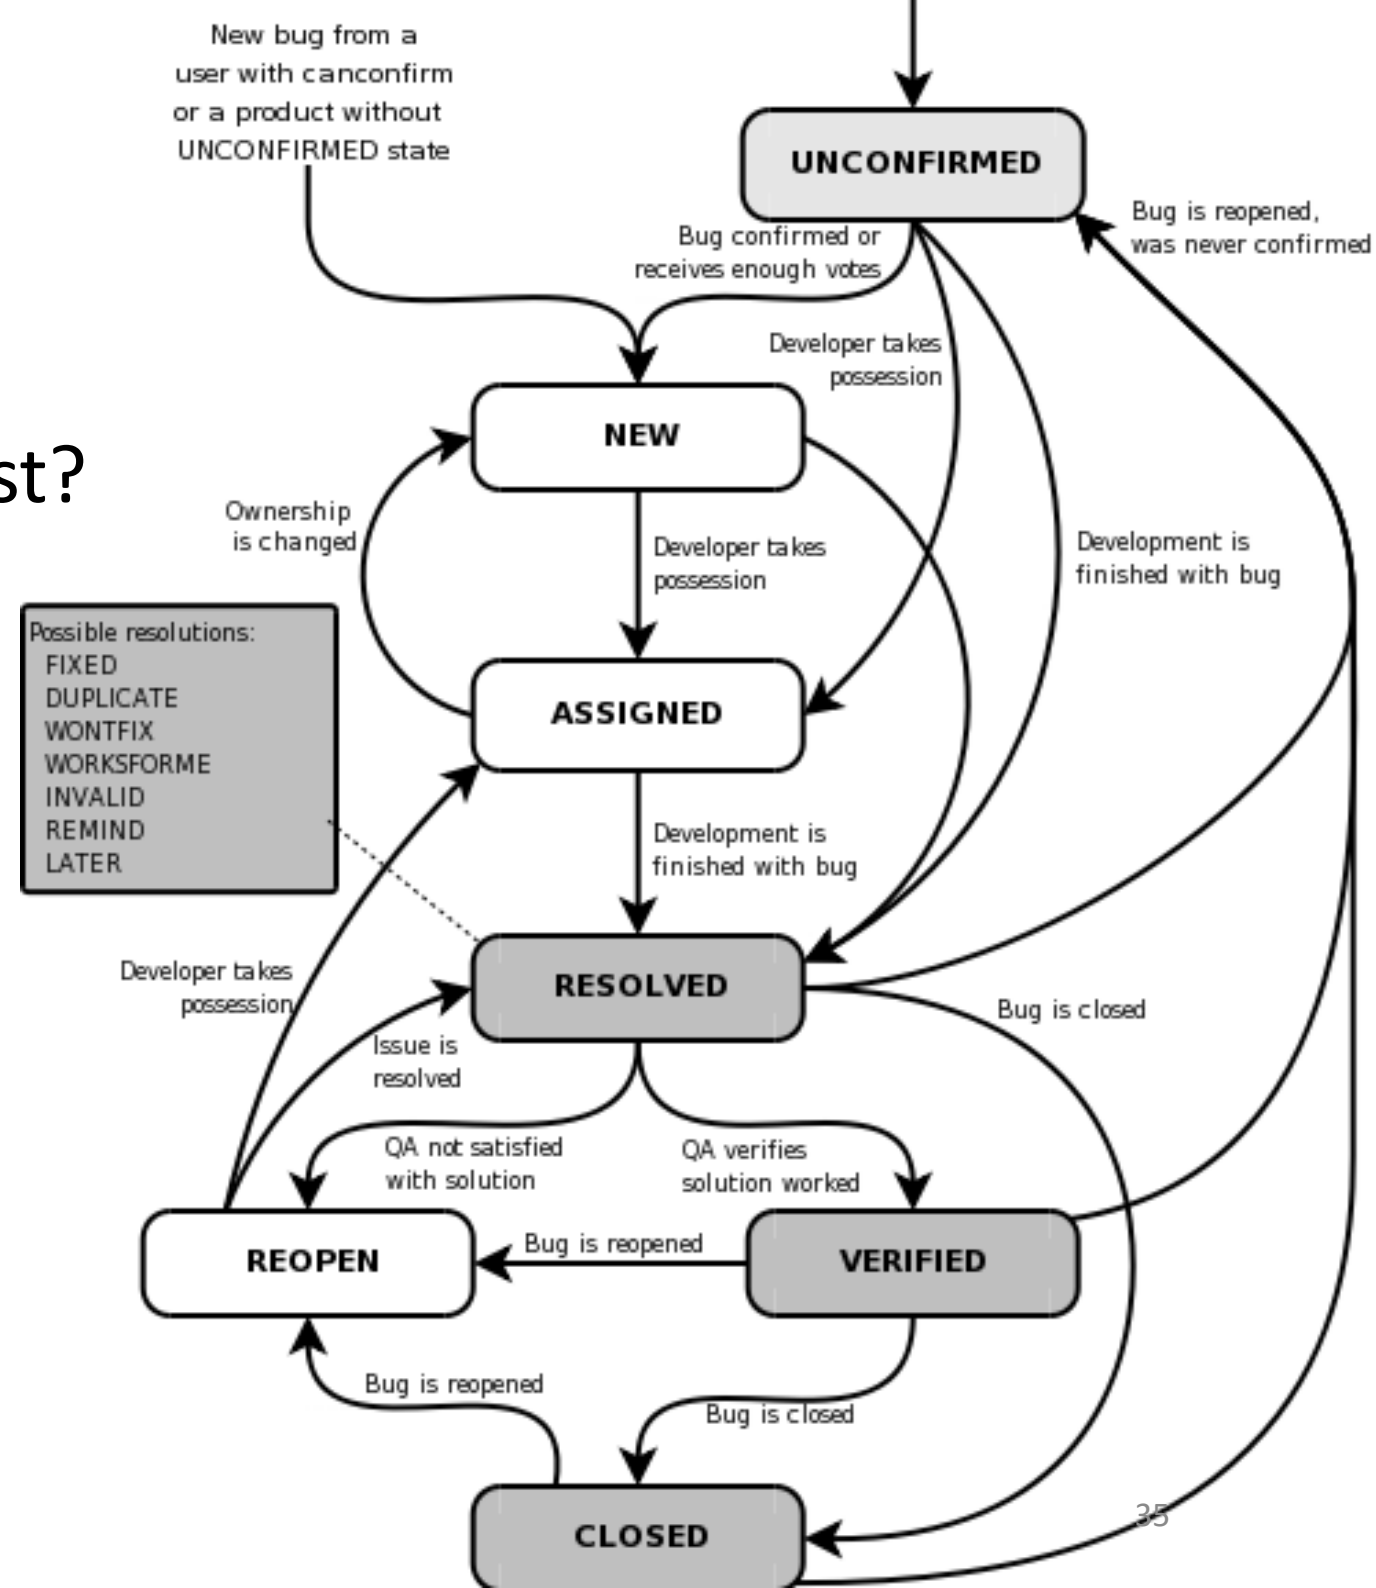 New bug from a
user with canconfirm
or a product without
UNCONFIRMED state
UNCONFIRMED
Bug is reopened,
was never confirmed
Bug confirmed or
receives enough votes
Developer takes
possession
NEW
st?
Ownership
is changed
Developer takes
possession
Development is
finished with bug
Possible resolutions:
FIXED
DUPLICATE
WONTFIX
WORKSFORME
INVALID
REMIND
LATER
ASSIGNED
Development is
finished with bug
Developer takes
possession
RESOLVED
Bug is closed
Issue is
resolved
QA not satisfied
with solution
QA verifies
solution worked
REOPEN
Bug is reopened
VERIFIED
Bug is reopened
Bug is closed
CLOSED
35